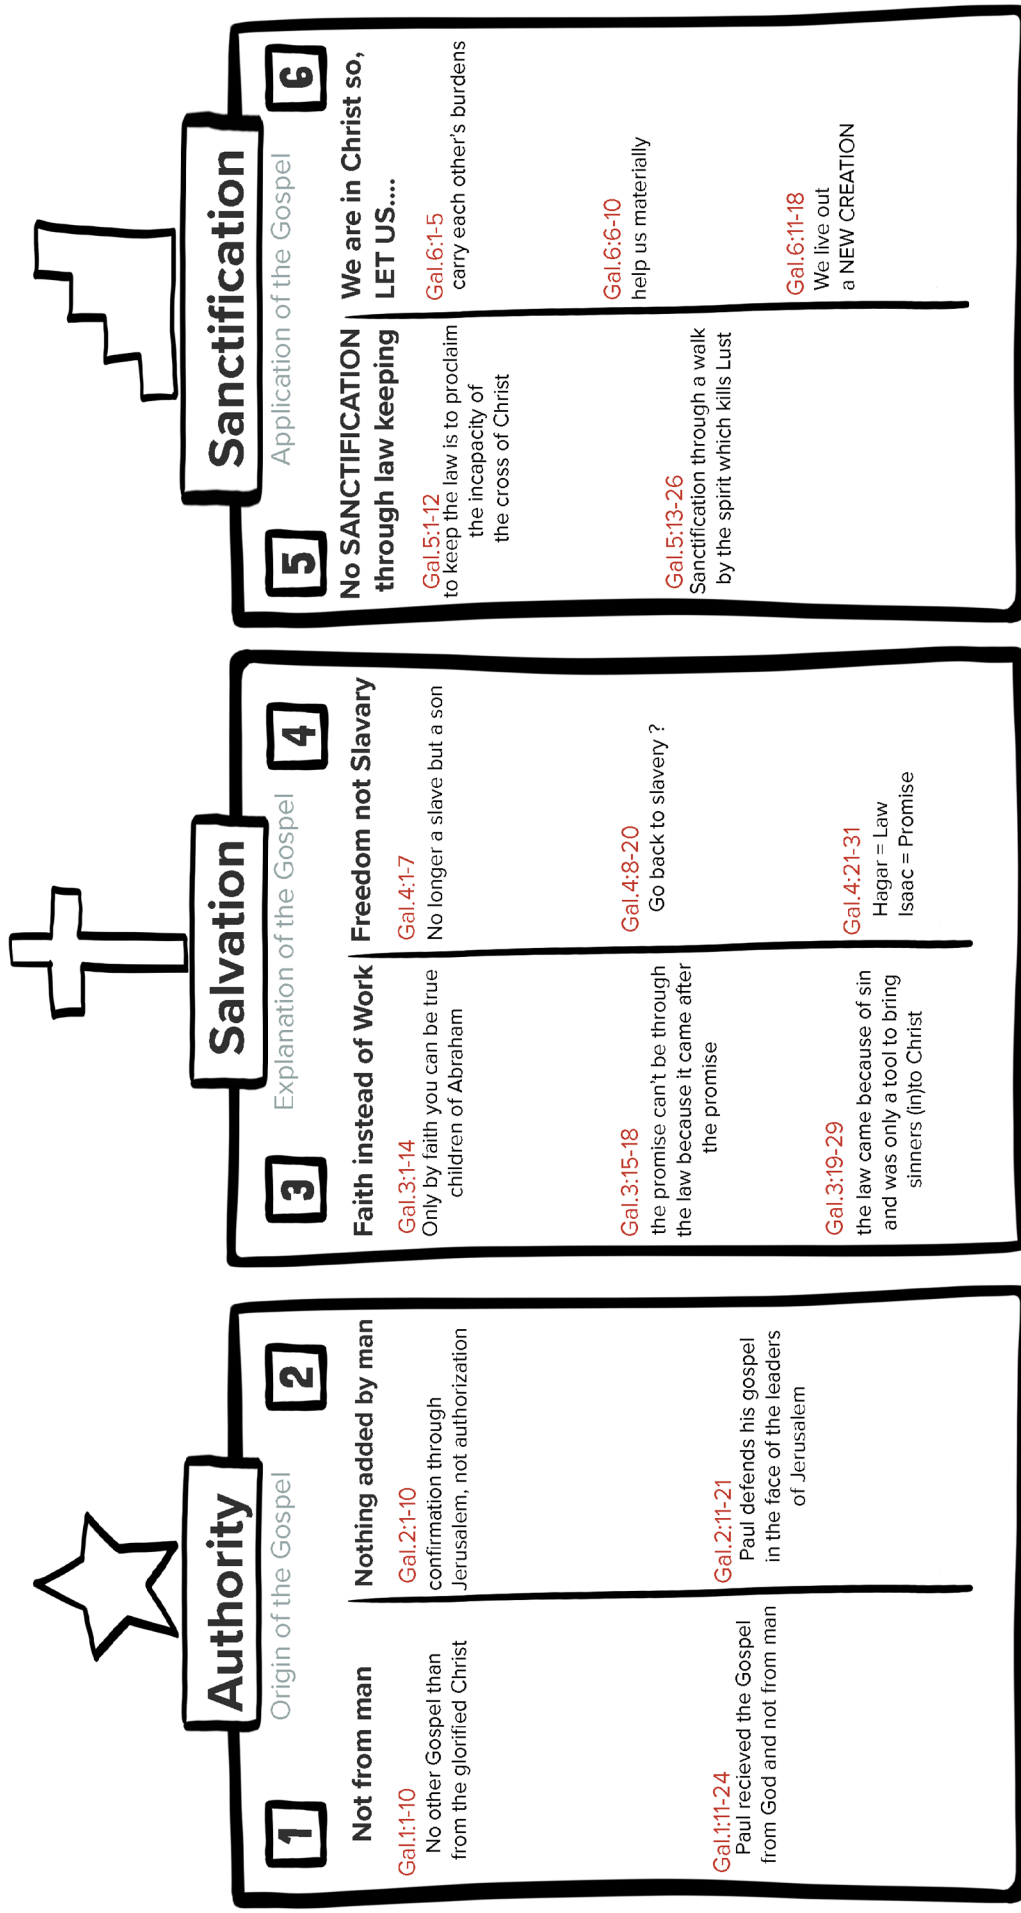 Authority
Origin of the Gospel
1
2
Not from man
Gal.1:1-10
No other Gospel than
from the glorified Christ
Gal.1:11-24
Paul recieved the Gospel
from God and not from man
Nothing added by man
Gal.2:1-10
confirmation through
Jerusalem, not authorization
Gal.2:11-21
Paul defends his gospel
in the face of the leaders
of Jerusalem
Salvation
Explanation of the Gospel
3
4
Faith instead of Work
Gal.3:1-14
Only by faith you can be true
children of Abraham
Gal.3:15-18
the promise can't be through
the law because it came after
the promise
Gal.3:19-29
the law came because of sin
and was only a tool to bring
sinners (in)to Christ
Freedom not Slavary
Gal.4:1-7
No longer a slave but a son
Gal.4:8-20
Go back to slavery ?
Gal.4:21-31
Hagar = Law
Isaac = Promise
Sanctification
Application of the Gospel
5
6
No SANCTIFICATION
through law keeping
Gal.5:1-12
to keep the law is to proclaim
the incapacity of
the cross of Christ
Gal.5:13-26
Sanctification through a walk
by the spirit which kills Lust
We are in Christ so,
LET US....
Gal.6:1-5
carry each other's burdens
Gal.6:6-10
help us materially
Gal.6:11-18
We live out
a NEW CREATION